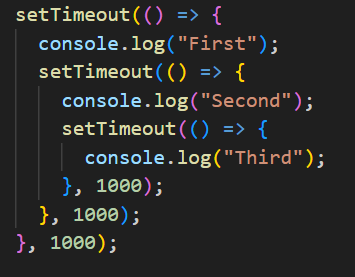 setTimeout(() => {
  console.log("First");
  setTimeout(() => {
    console.log("Second");
    setTimeout(() => {
      console.log("Third");
    }, 1000);
  }, 1000);
}, 1000);